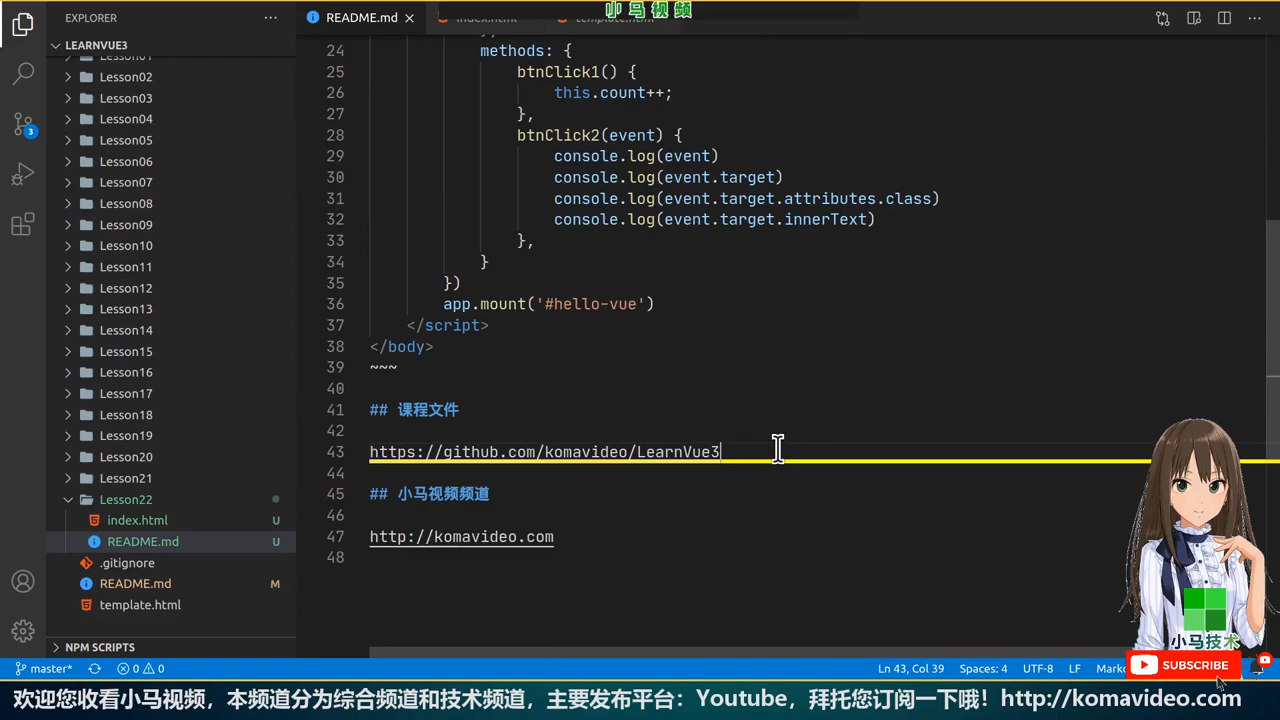 小马视频
EXPLORER
README.md
index.html
template.html
LEARNVUE3
Lesson01
Lesson02
Lesson03
Lesson04
Lesson05
Lesson06
Lesson07
Lesson08
Lesson09
Lesson10
Lesson11
Lesson12
Lesson13
Lesson14
Lesson15
Lesson16
Lesson17
Lesson18
Lesson19
Lesson20
Lesson21
Lesson22
index.html U
README.md U
.gitignore
README.md M
template.html
NPM SCRIPTS
3
24 methods: {
25 btnClick1() {
26 this.count++;
27 },
28 btnClick2(event) {
29 console.log(event)
30 console.log(event.target)
31 console.log(event.target.attributes.class)
32 console.log(event.target.innerText)
33 },
34 }
35 })
36 app.mount('#hello-vue')
37 </script>
38 </body>
39 ~~~
40
41 ## 课程文件
42
43 https://github.com/komavideo/LearnVue3
44
45 ## 小马视频频道
46
47 http://komavideo.com
48
小马技术
SUBSCRIBE
master* 0 0
Ln 43, Col 39 Spaces: 4 UTF-8 LF
欢迎您收看小马视频，本频道分为综合频道和技术频道，主要发布平台：Youtube，拜托您订阅一下哦！http://komavideo.com